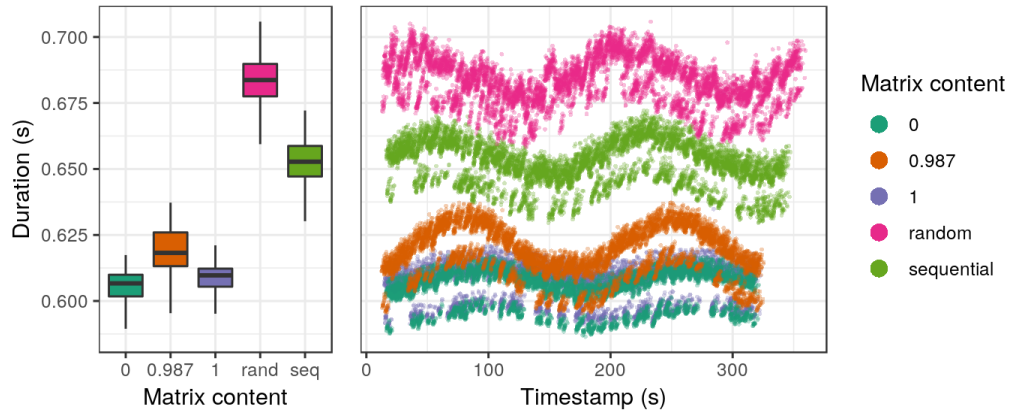 Duration (s)
0.700
0.675
0.650
0.625
0.600
0 0.987 1 rand seq
Matrix content
0 100 200 300
Timestamp (s)
Matrix content
0
0.987
1
random
sequential